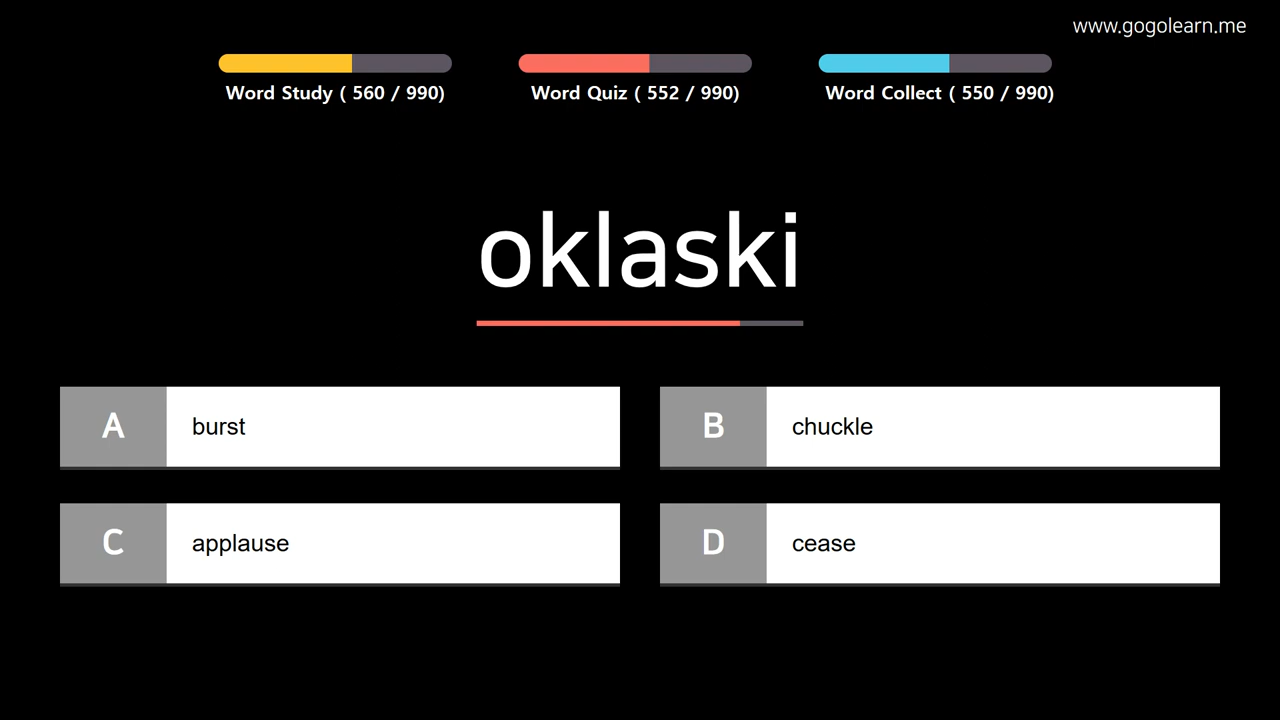 www.gogolearn.me
Word Study ( 560 / 990)
Word Quiz ( 552 / 990)
Word Collect ( 550 / 990)
oklaski
A burst
B chuckle
C applause
D cease